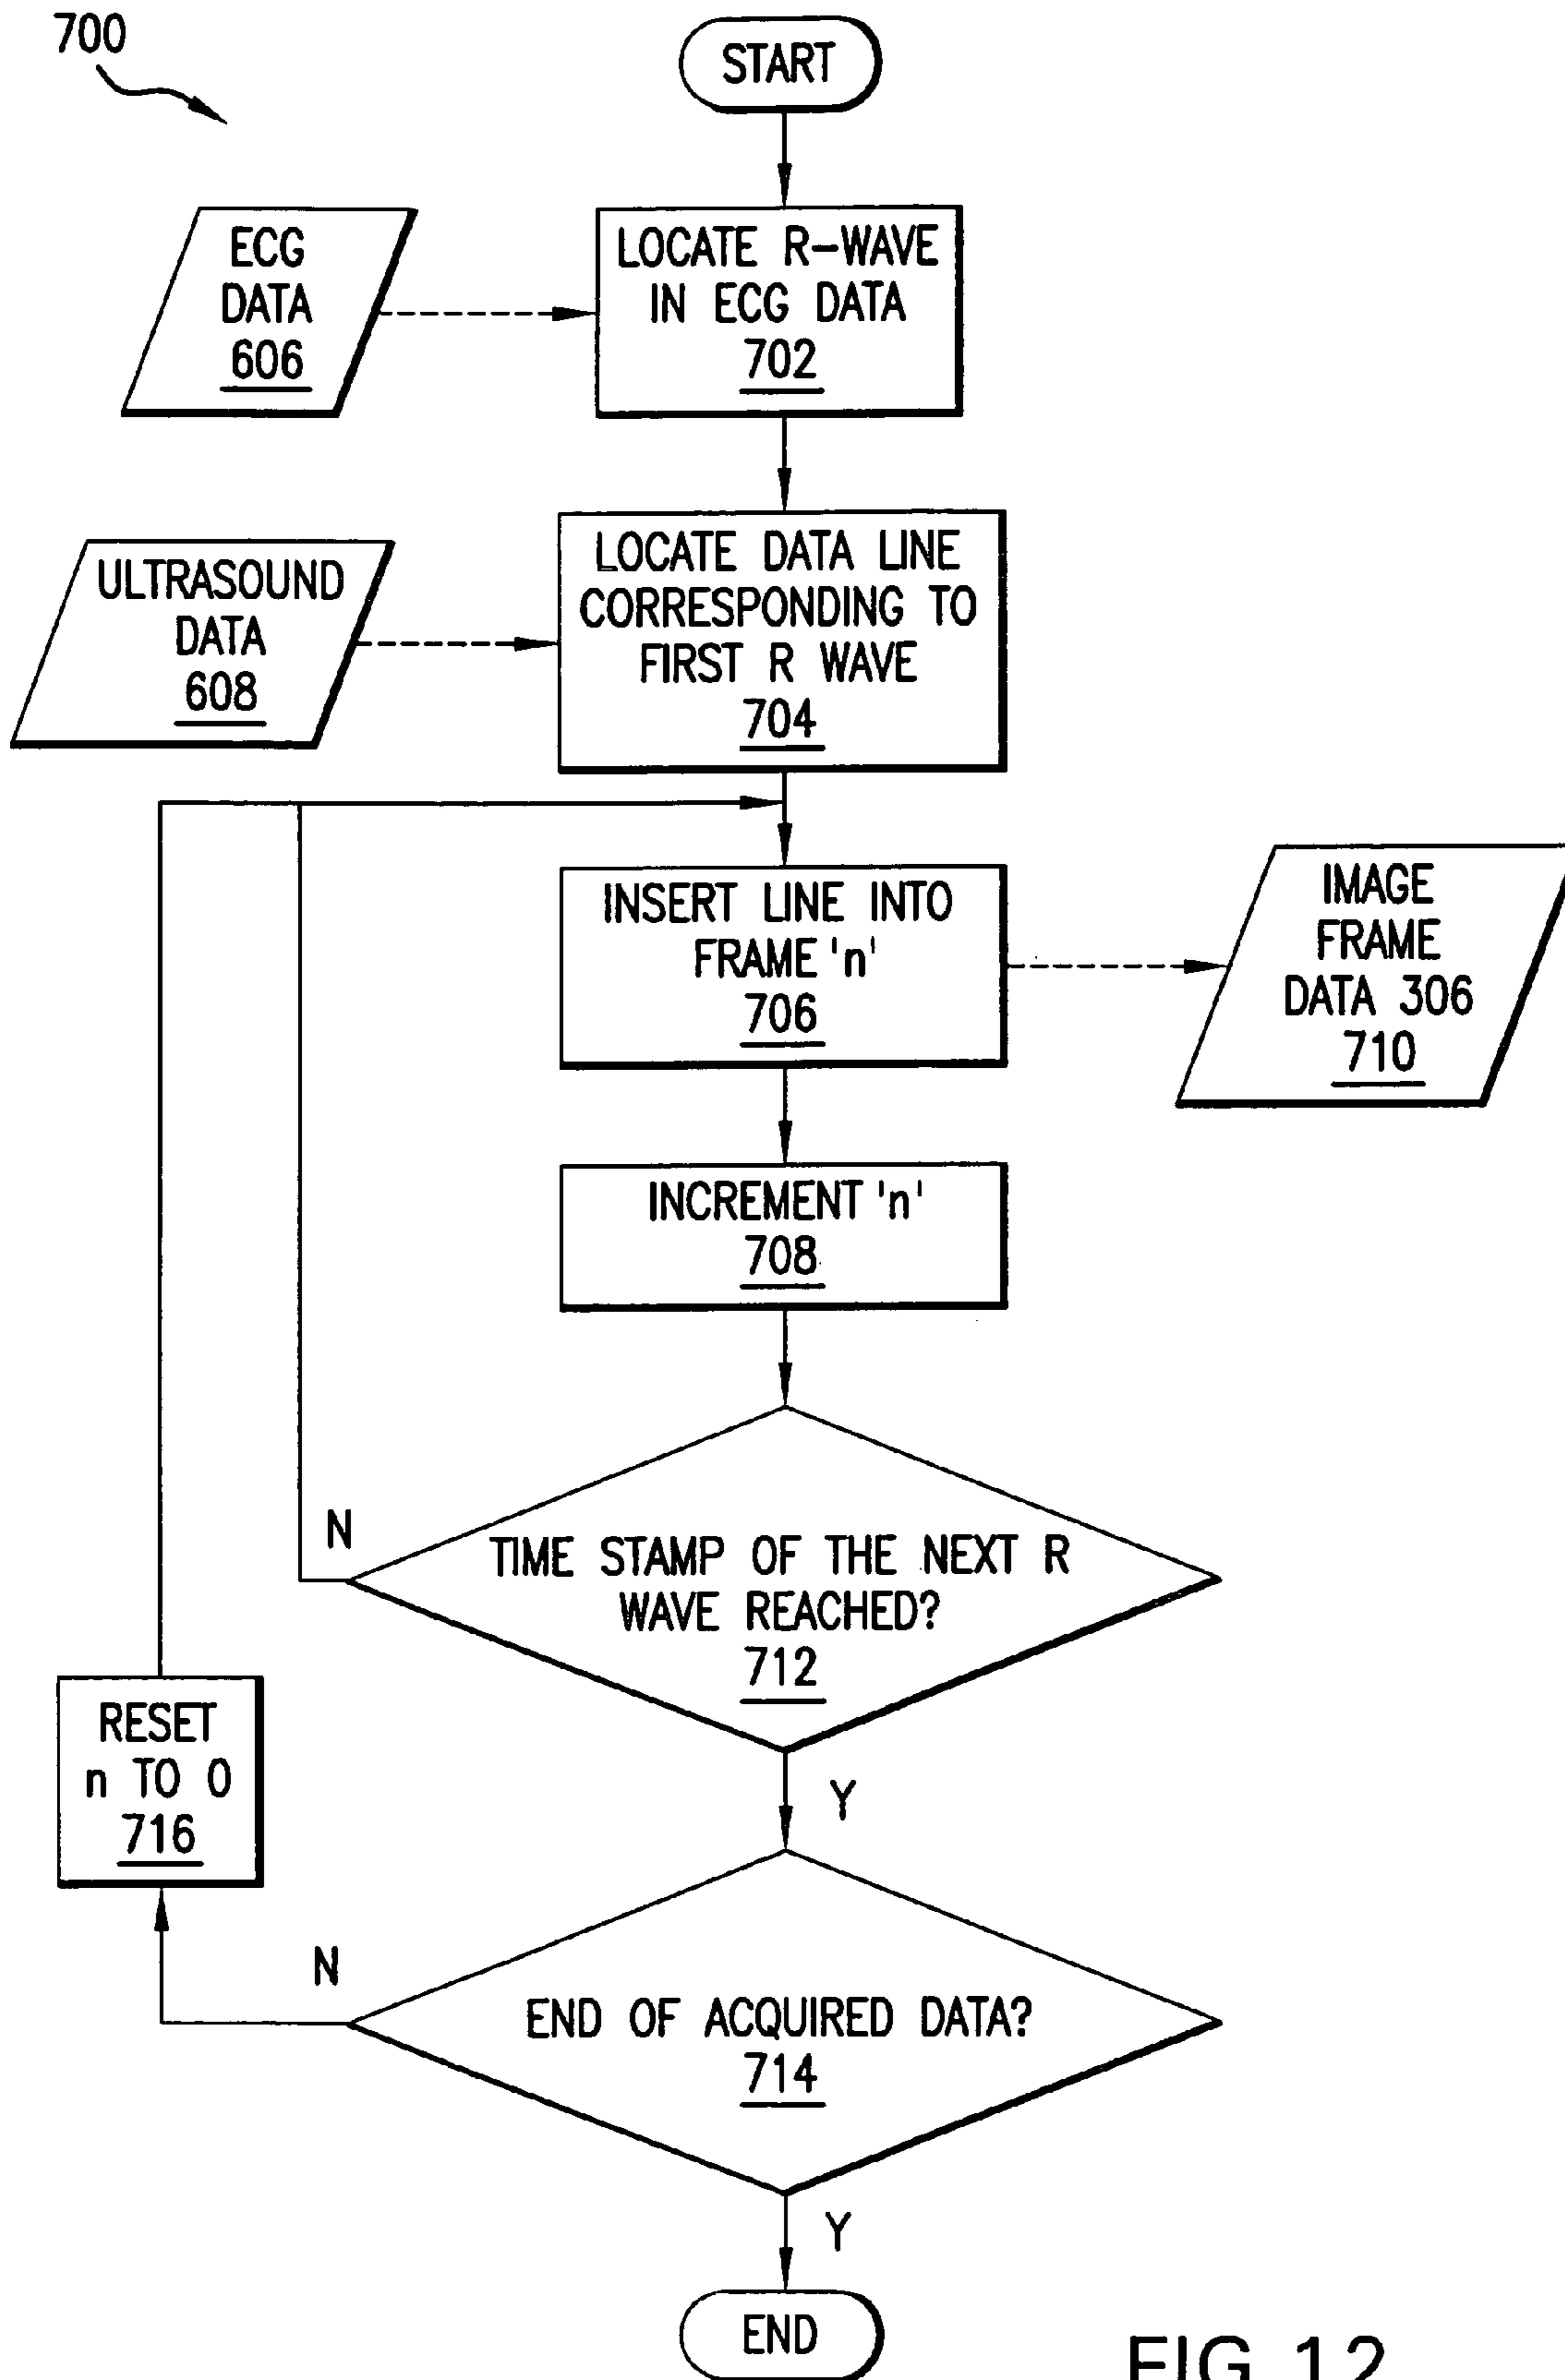 700
START
ECG
DATA
606
LOCATE R-WAVE
IN ECG DATA
702
ULTRASOUND
DATA
608
LOCATE DATA LINE
CORRESPONDING TO
FIRST R WAVE
704
INSERT LINE INTO
FRAME 'n'
706
IMAGE
FRAME
DATA 306
710
INCREMENT 'n'
708
N
TIME STAMP OF THE NEXT R
WAVE REACHED?
712
Y
RESET
n TO 0
716
N
END OF ACQUIRED DATA?
714
Y
END
FIG.12